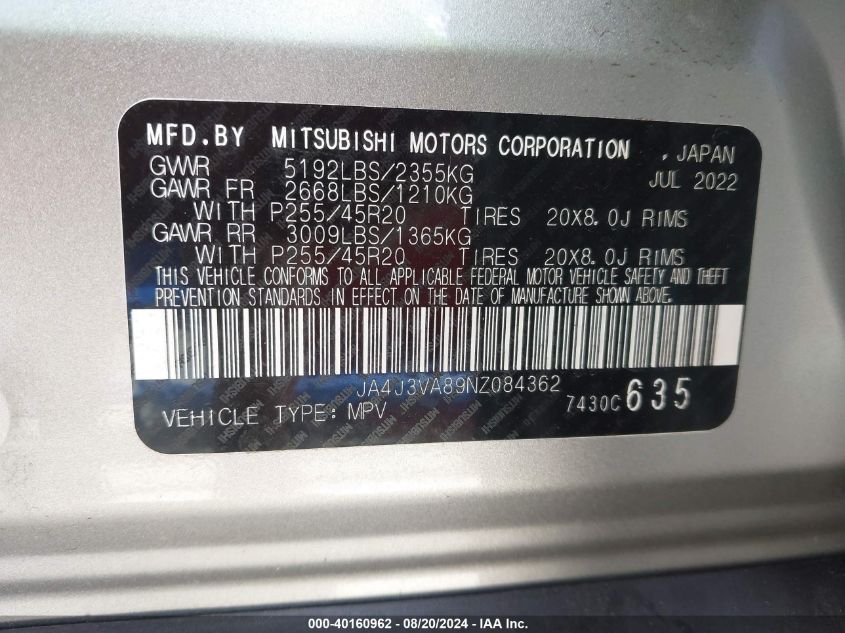 MFD.BY MITSUBISHI MOTORS CORPORATION , JAPAN
GVWR 5192LBS/2355KG JUL 2022
GAWR FR 2668LBS/1210KG
WITH P255/45R20 TIRES 20X8.0J RIMS
GAWR RR 3009LBS/1365KG
WITH P255/45R20 TIRES 20X8.0J RIMS
THIS VEHICLE CONFORMS TO ALL APPLICABLE FEDERAL MOTOR VEHICLE SAFETY AND THEFT
PREVENTION STANDARDS IN EFFECT ON THE DATE OF MANUFACTURE SHOWN ABOVE.
JA4J3VA89NZ084362
VEHICLE TYPE: MPV 7430C 635
000-40160962 - 08/20/2024 - COPYRIGHT © IAA, LLC.